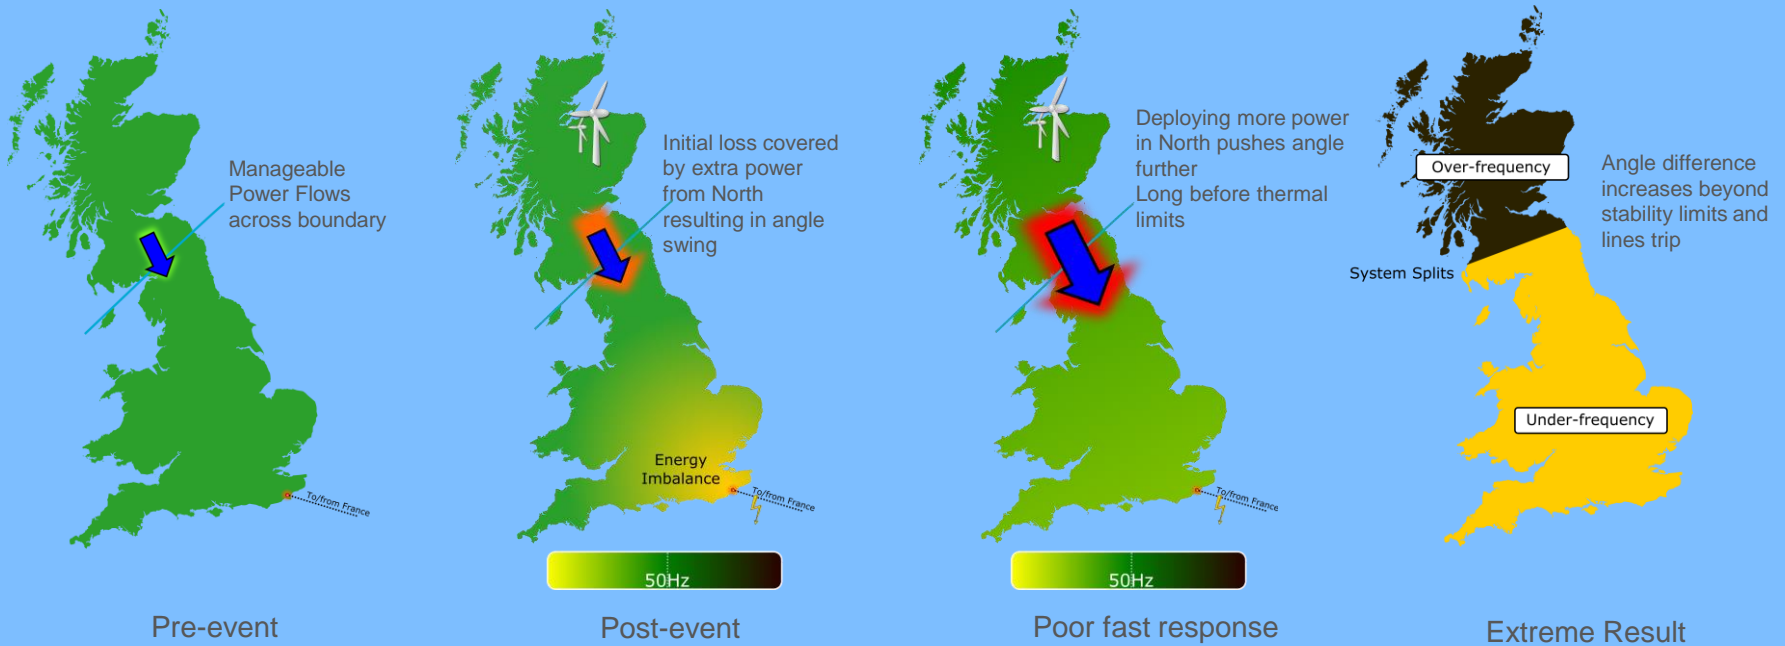 Manageable
Power Flows
across boundary
To/from France
Pre-event
Initial loss covered
by extra power
from North
resulting in angle
swing
Energy
Imbalance
To/from France
50Hz
Post-event
Deploying more power
in North pushes angle
further
Long before thermal
limits
To/from France
50Hz
Poor fast response
Over-frequency
Angle difference
increases beyond
stability limits and
lines trip
System Splits
Under-frequency
Extreme Result